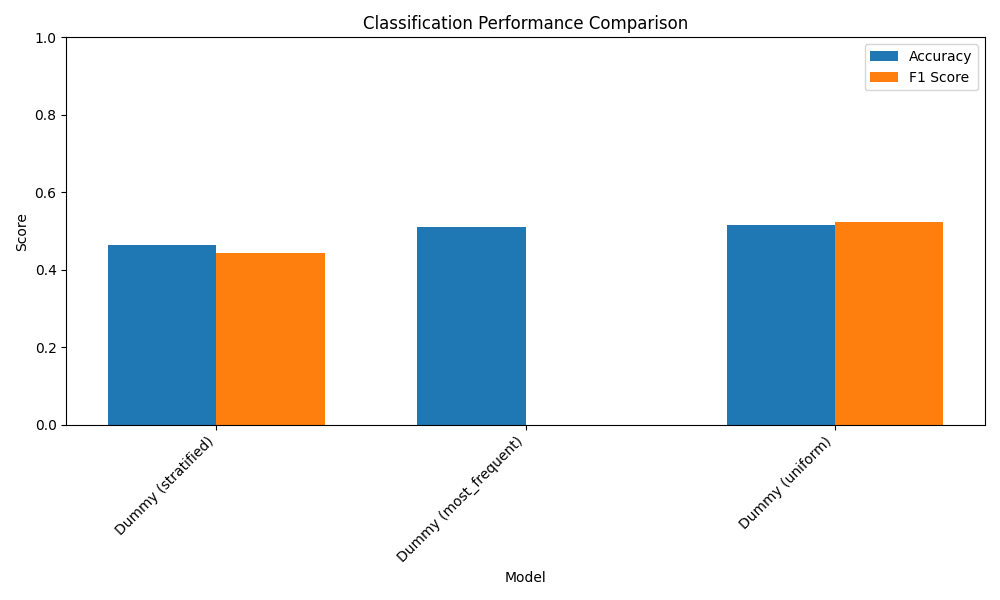 Classification Performance Comparison
1.0
0.8
0.6
0.4
0.2
0.0
Score
Accuracy
F1 Score
Dummy (stratified)
Dummy (most_frequent)
Dummy (uniform)
Model